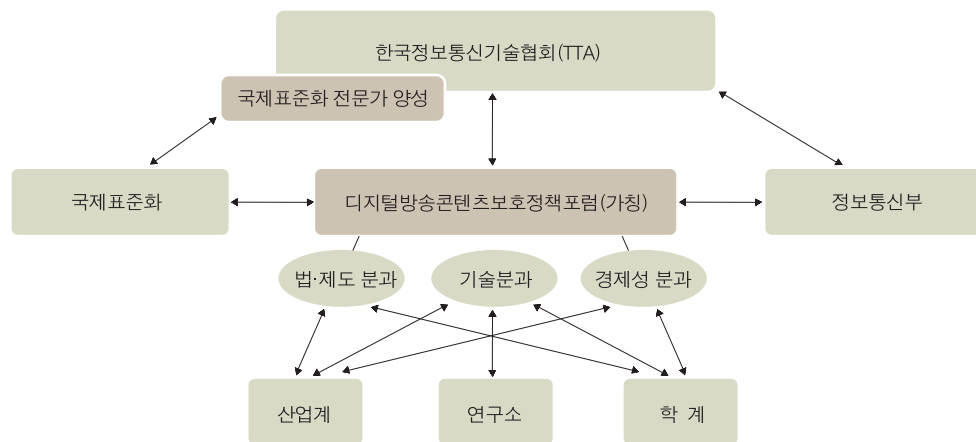 한국정보통신기술협회(TTA)
국제표준화 전문가 양성
국제표준화
디지털방송콘텐츠보호정책포럼(가칭)
정보통신부
법·제도 분과
기술분과
경제성 분과
산업계
연구소
학 계